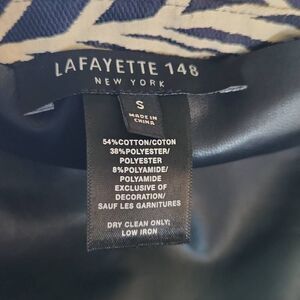 LAFAYETTE 148
NEW YORK
S
MADE IN
CHINA
54%COTTON/COTON
38%POLYESTER/
POLYESTER
8%POLYAMIDE/
POLYAMIDE
EXCLUSIVE OF
DECORATION/
SAUF LES GARNITURES
DRY CLEAN ONLY;
LOW IRON